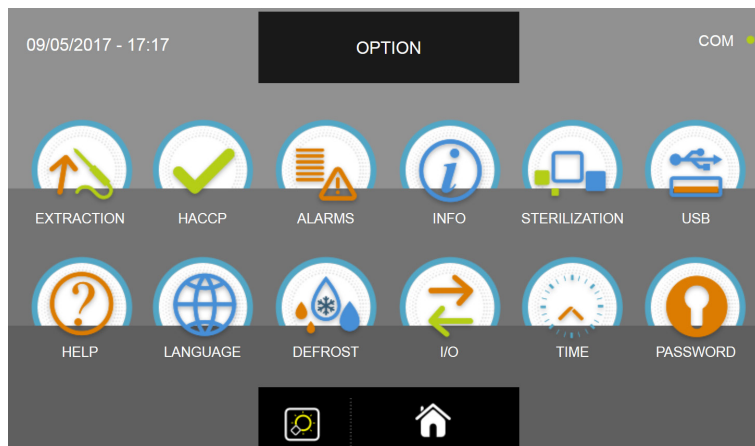 09/05/2017 - 17:17
OPTION
COM
EXTRACTION
HACCP
ALARMS
INFO
STERILIZATION
USB
HELP
LANGUAGE
DEFROST
I/O
TIME
PASSWORD